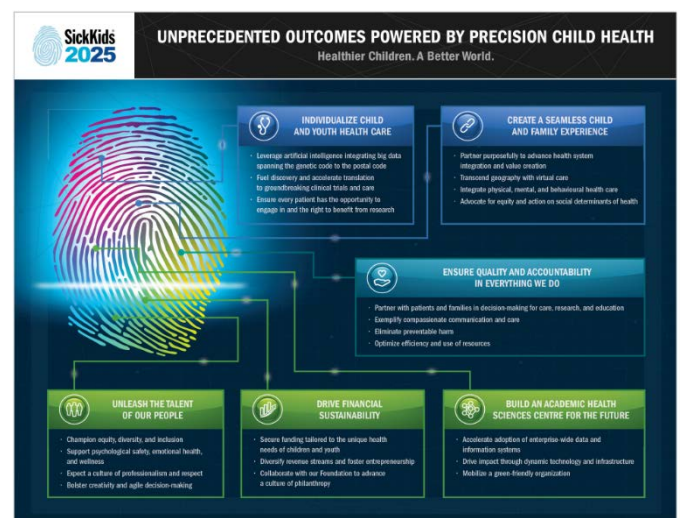 SickKids
2025
UNPRECEDENTED OUTCOMES POWERED BY PRECISION CHILD HEALTH
Healthier Children. A Better World.
INDIVIDUALIZE CHILD
AND YOUTH HEALTH CARE
· Leverage artificial intelligence integrating big data
spanning the genetic code to the postal code
· Fuel discovery and accelerate translation
to groundbreaking clinical trials and care
· Ensure every patient has the opportunity to
engage in and the right to benefit from research
CREATE A SEAMLESS CHILD
AND FAMILY EXPERIENCE
· Partner purposefully to advance health system
integration and value creation
· Transcend geography with virtual care
· Integrate physical, mental, and behavioural health care
· Advocate for equity and action on social determinants of health
ENSURE QUALITY AND ACCOUNTABILITY
IN EVERYTHING WE DO
· Partner with patients and families in decision-making for care, research, and education
· Exemplify compassionate communication and care
· Eliminate preventable harm
· Optimize efficiency and use of resources
UNLEASH THE TALENT
OF OUR PEOPLE
· Champion equity, diversity, and inclusion
· Support psychological safety, emotional health,
and wellness
· Expect a culture of professionalism and respect
· Bolster creativity and agile decision-making
DRIVE FINANCIAL
SUSTAINABILITY
· Secure funding tailored to the unique health
needs of children and youth
· Diversify revenue streams and foster entrepreneurship
· Collaborate with our Foundation to advance
a culture of philanthropy
BUILD AN ACADEMIC HEALTH
SCIENCES CENTRE FOR THE FUTURE
· Accelerate adoption of enterprise-wide data and
information systems
· Drive impact through dynamic technology and infrastructure
· Mobilize a green-friendly organization